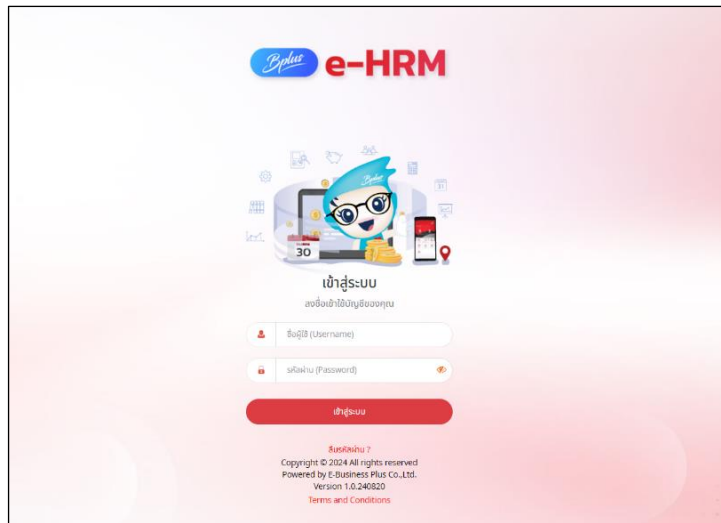 Bplus e-HRM
Bplus
30
เข้าสู่ระบบ
ลงชื่อเข้าใช้บัญชีของคุณ
ชื่อผู้ใช้ (Username)
รหัสผ่าน (Password)
เข้าสู่ระบบ
ลืมรหัสผ่าน ?
Copyright © 2024 All rights reserved
Powered by E-Business Plus Co.,Ltd.
Version 1.0.240820
Terms and Conditions